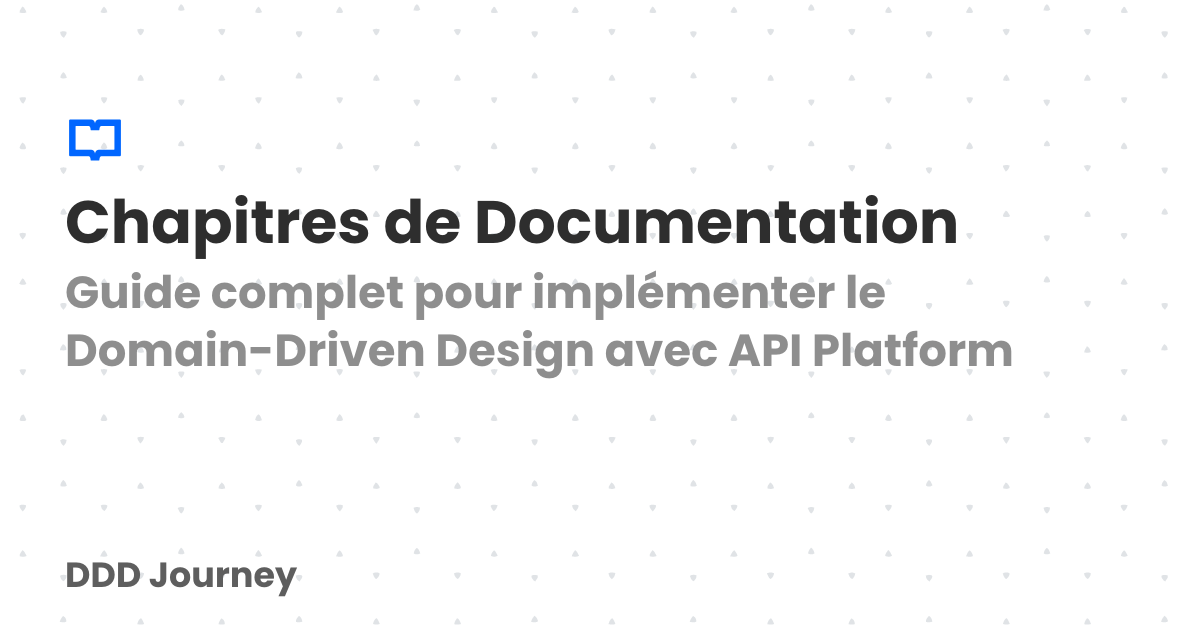 Chapitres de Documentation
Guide complet pour implémenter le
Domain-Driven Design avec API Platform
DDD Journey